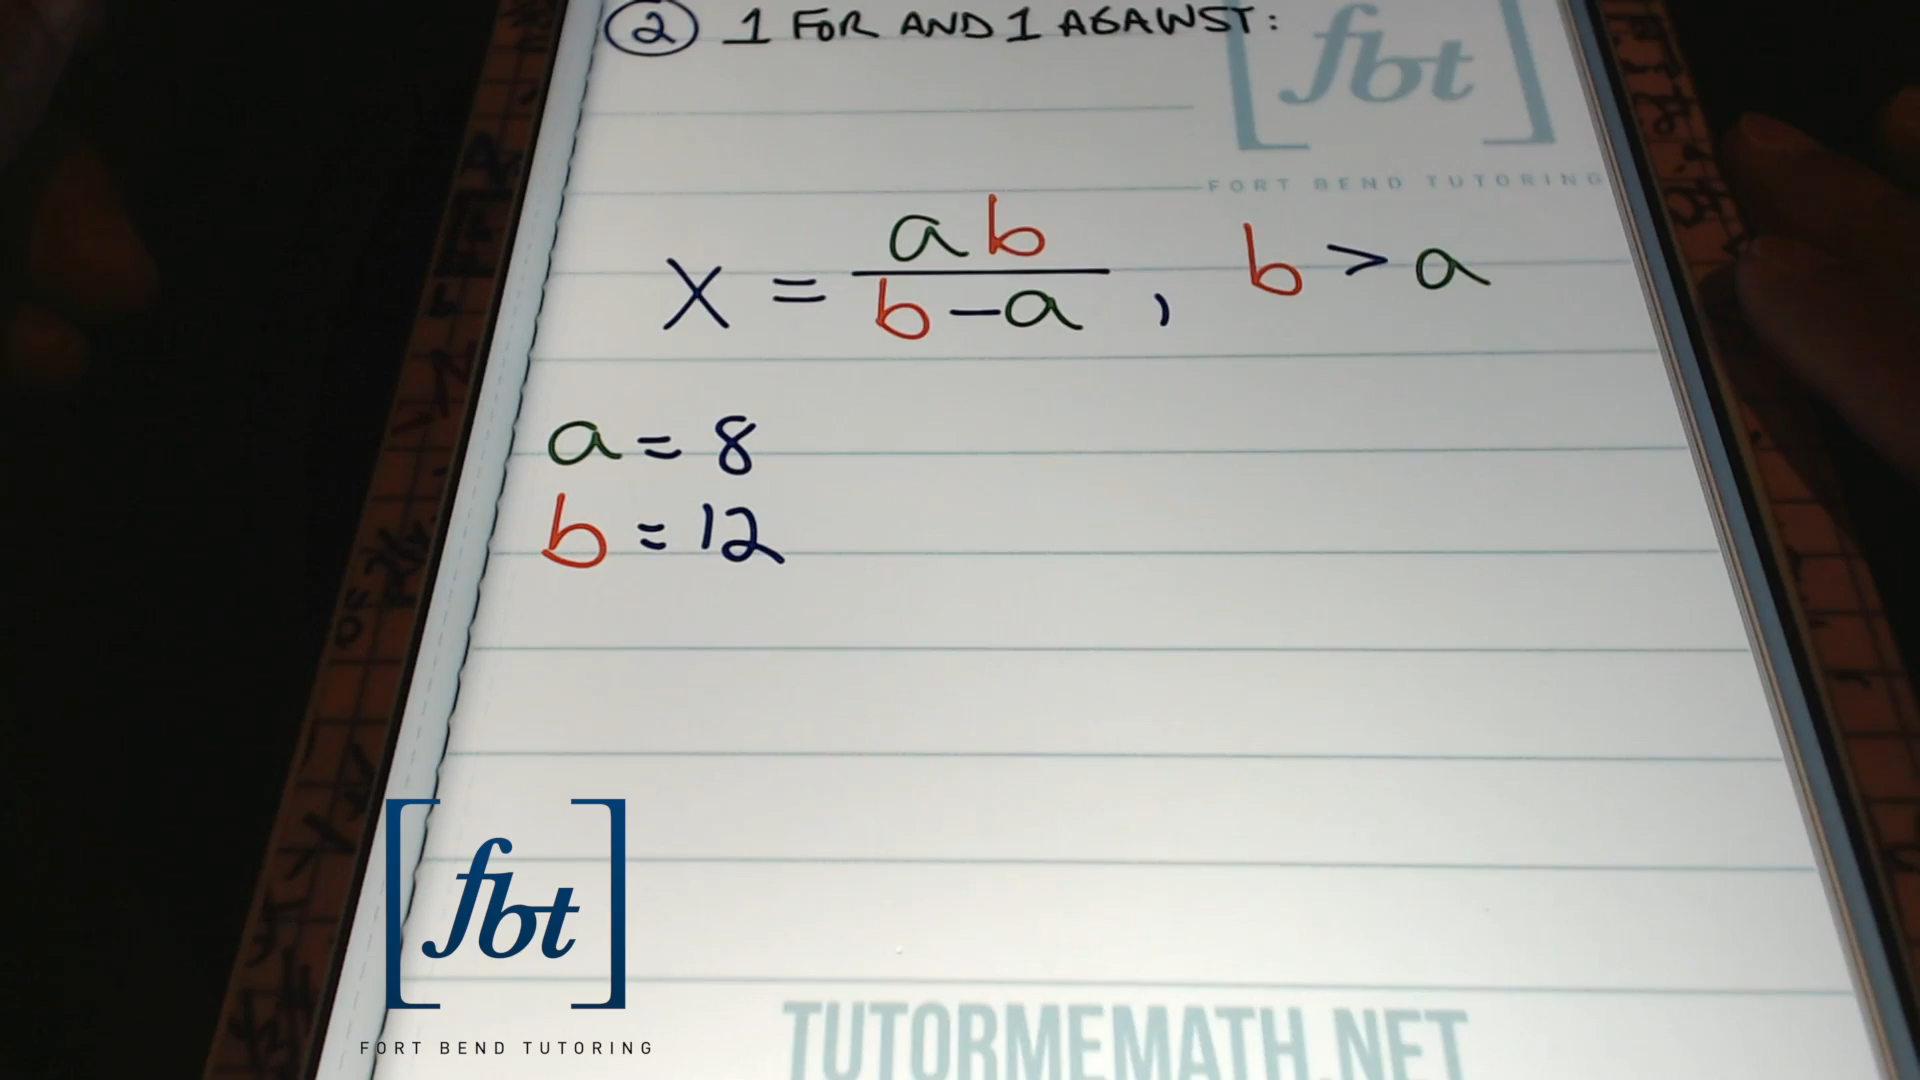 ② 1 FOR AND 1 AGAINST:
fbt
FORT BEND TUTORING
X = ab / b-a , b > a
a = 8
b = 12
fbt
FORT BEND TUTORING
TUTORMEMATH.NET